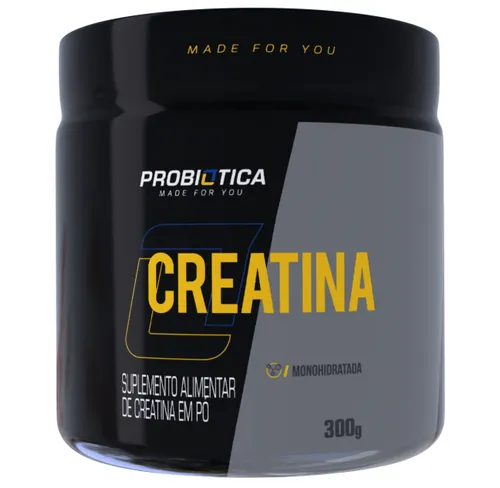 MADE FOR YOU
PROBIOTICA
MADE FOR YOU
CREATINA
MONOHIDRATADA
SUPLEMENTO ALIMENTAR
DE CREATINA EM PÓ
300g